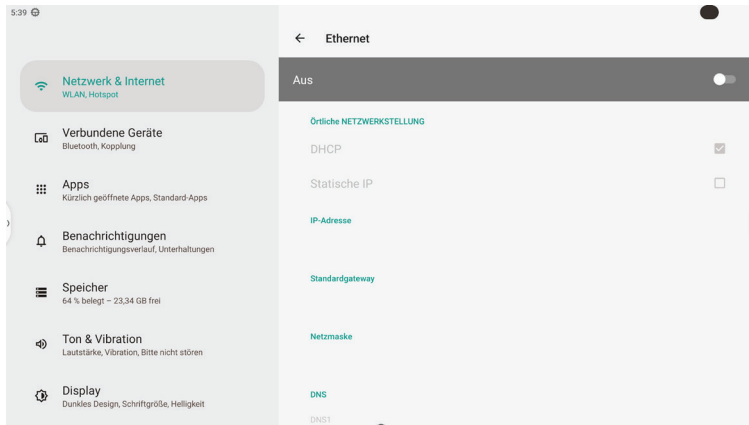 5:39
Ethernet
Netzwerk & Internet
WLAN, Hotspot
Verbundene Geräte
Bluetooth, Kopplung
Apps
Kürzlich geöffnete Apps, Standard-Apps
Benachrichtigungen
Benachrichtigungsverlauf, Unterhaltungen
Speicher
64 % belegt – 23,34 GB frei
Ton & Vibration
Lautstärke, Vibration, Bitte nicht stören
Display
Dunkles Design, Schriftgröße, Helligkeit
Aus
Örtliche NETZWERKSTELLUNG
DHCP
Statische IP
IP-Adresse
Standardgateway
Netzmaske
DNS
DNS1